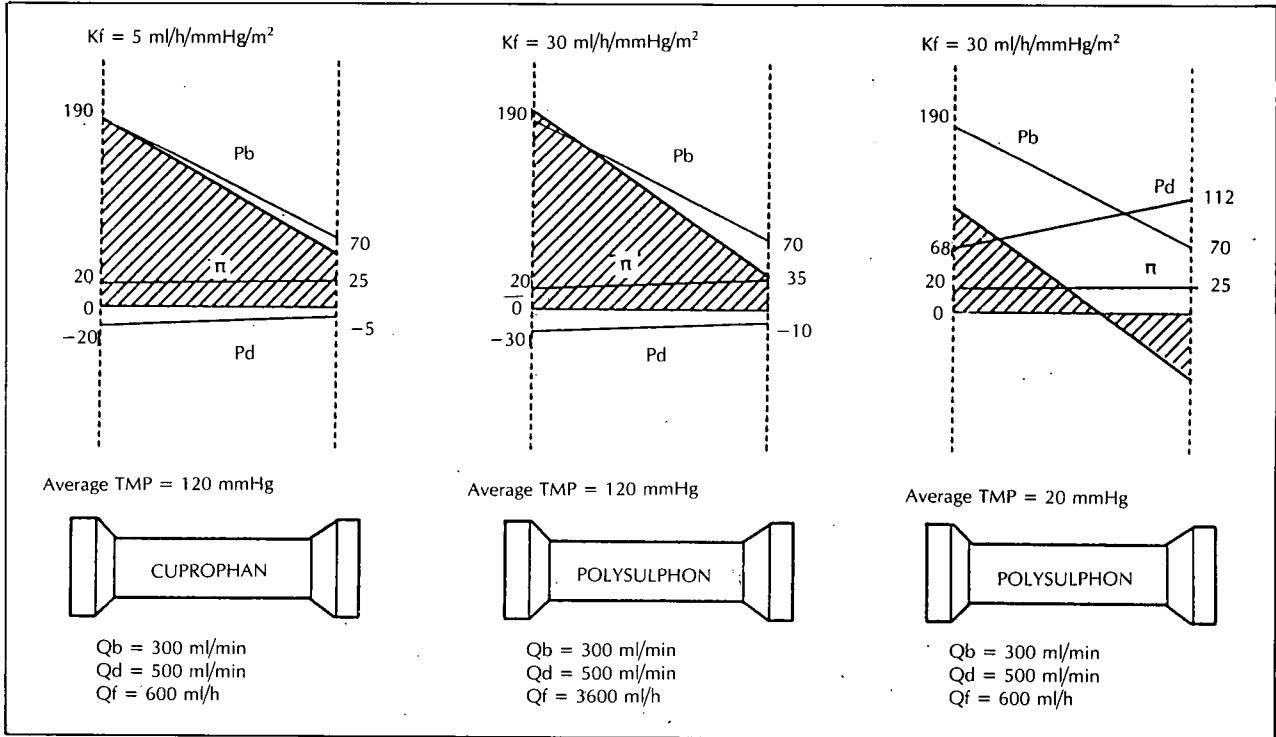 Kf = 5 ml/h/mmHg/m²
190
Pb
70
π
20
25
0
−20
−5
Pd
Average TMP = 120 mmHg
CUPROPHAN
Qb = 300 ml/min
Qd = 500 ml/min
Qf = 600 ml/h
Kf = 30 ml/h/mmHg/m²
190
Pb
70
π
20
35
0
−30
−10
Pd
Average TMP = 120 mmHg
POLYSULPHON
Qb = 300 ml/min
Qd = 500 ml/min
Qf = 3600 ml/h
Kf = 30 ml/h/mmHg/m²
190
Pb
Pd
112
68
70
π
20
25
0
Average TMP = 20 mmHg
POLYSULPHON
Qb = 300 ml/min
Qd = 500 ml/min
Qf = 600 ml/h